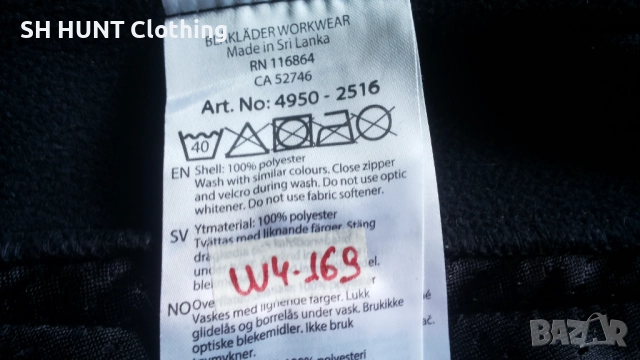 SH HUNT Clothing
BLÅKLÄDER WORKWEAR
Made in Sri Lanka
RN 116864
CA 52746
Art. No: 4950 - 2516
40
EN Shell: 100% polyester
Wash with similar colours. Close zipper
and velcro during wash. Do not use optic
whitener. Do not use fabric softener.
SV Ytmaterial: 100% polyester
Tvättas med liknande färger. Stäng
W4-169
Vaskes med lignende farger. Lukk
glidelås og borrelås under vask. Brukikke
optiske blekemidler. Ikke bruk
100% polyesteri
BAZAR